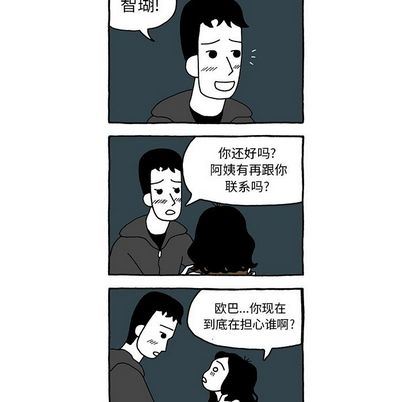 智瑚!
你还好吗?
阿姨有再跟你
联系吗?
欧巴...你现在
到底在担心谁啊?